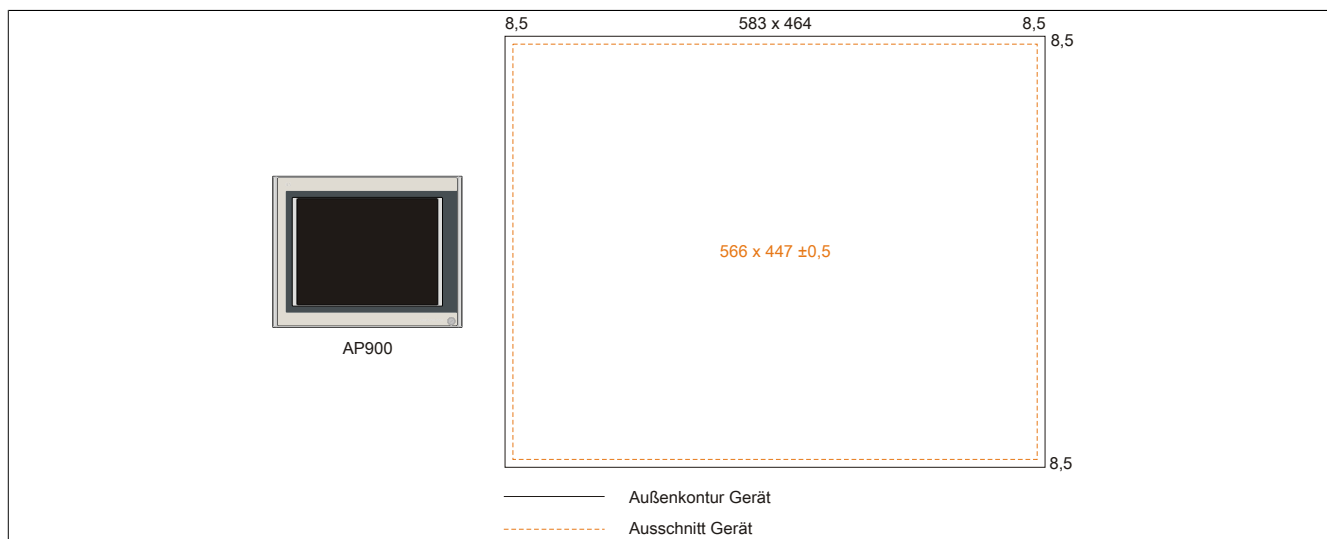 8,5
583 x 464
8,5
8,5
566 x 447 ±0,5
AP900
8,5
Außenkontur Gerät
Ausschnitt Gerät